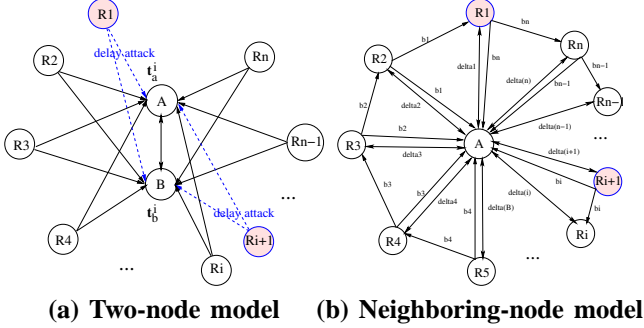 R1
delay attack
t_a^i
R2
Rn
A
R3
Rn−1
B
t_b^i
...
delay attack
R4
Ri+1
...
Ri
(a) Two-node model
R1
bn
b1
Rn
R2
delta1
bn
bn−1
b1
delta(n)
bn−1
Rn−1
delta2
b2
delta(n−1)
...
b2
R3
A
delta3
delta(i+1)
Ri+1
bi
b3
b3
delta4
delta(B)
delta(i)
bi
b4
Ri
R4
b4
R5
...
(b) Neighboring-node model